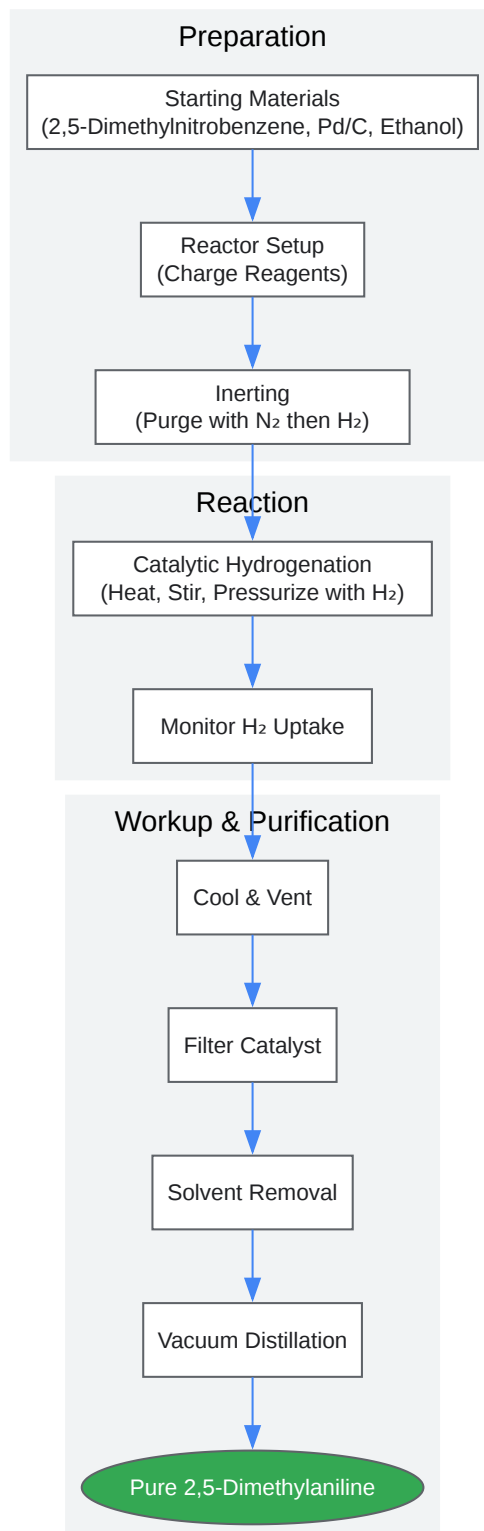 Preparation
Starting Materials
(2,5-Dimethylnitrobenzene, Pd/C, Ethanol)
Reactor Setup
(Charge Reagents)
Inerting
(Purge with N₂ then H₂)
Reaction
Catalytic Hydrogenation
(Heat, Stir, Pressurize with H₂)
Monitor H₂ Uptake
Workup & Purification
Cool & Vent
Filter Catalyst
Solvent Removal
Vacuum Distillation
Pure 2,5-Dimethylaniline